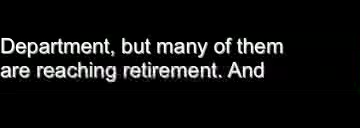 Department, but many of them
are reaching retirement. And